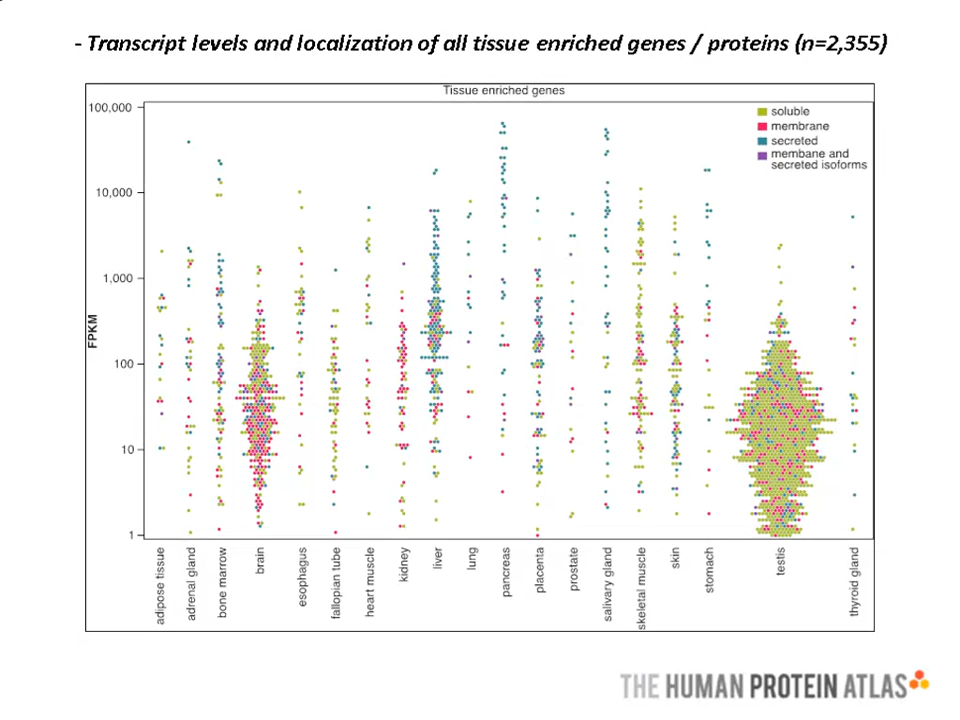 - Transcript levels and localization of all tissue enriched genes / proteins (n=2,355)
Tissue enriched genes
100,000
10,000
1,000
100
10
1
FPKM
soluble
membrane
secreted
membane and
secreted isoforms
adipose tissue
adrenal gland
bone marrow
brain
esophagus
fallopian tube
heart muscle
kidney
liver
lung
pancreas
placenta
prostate
salivary gland
skeletal muscle
skin
stomach
testis
thyroid gland
THE HUMAN PROTEIN ATLAS